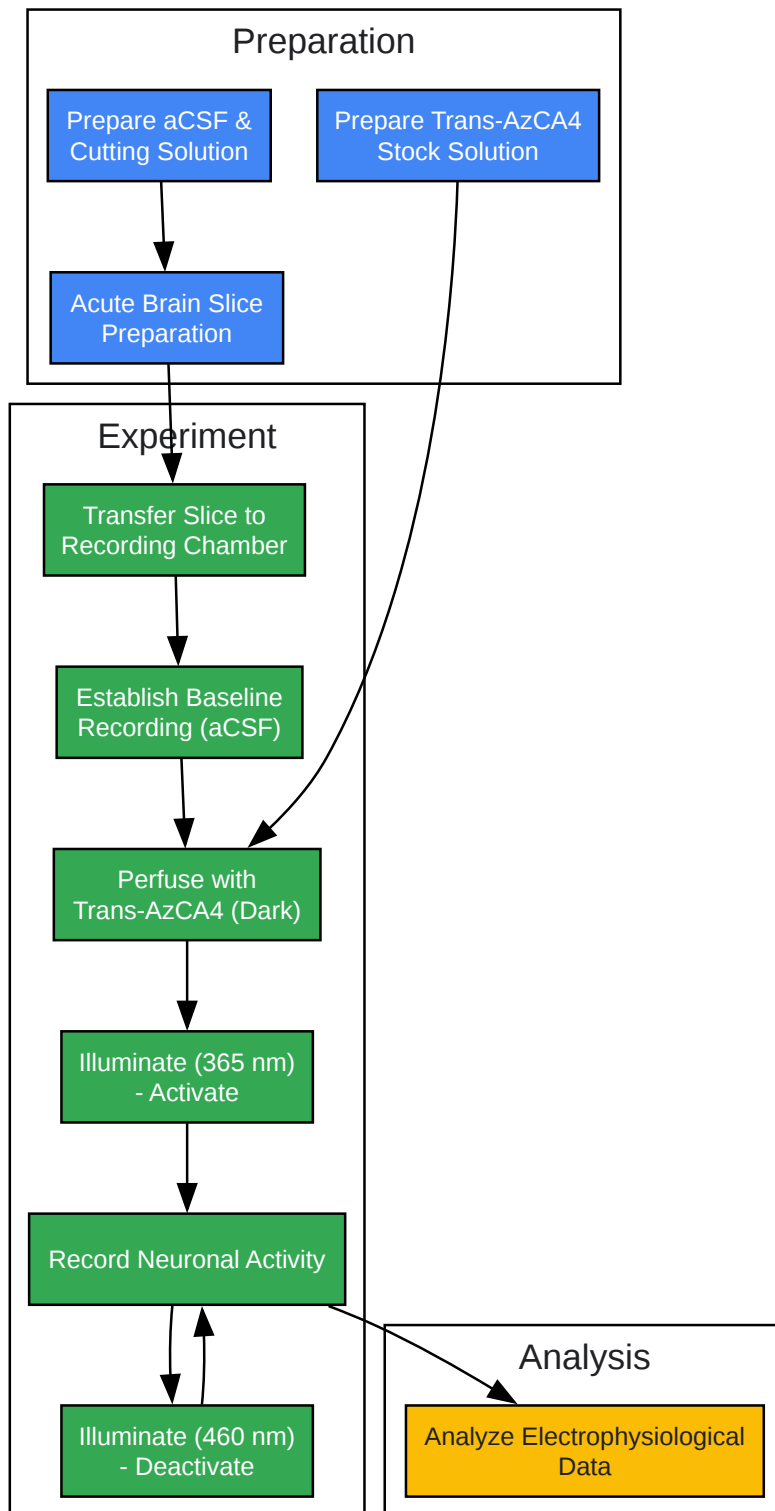 Preparation
Prepare aCSF &
Cutting Solution
Prepare Trans-AzCA4
Stock Solution
Acute Brain Slice
Preparation
Experiment
Transfer Slice to
Recording Chamber
Establish Baseline
Recording (aCSF)
Perfuse with
Trans-AzCA4 (Dark)
Illuminate (365 nm)
- Activate
Record Neuronal Activity
Illuminate (460 nm)
- Deactivate
Analysis
Analyze Electrophysiological
Data